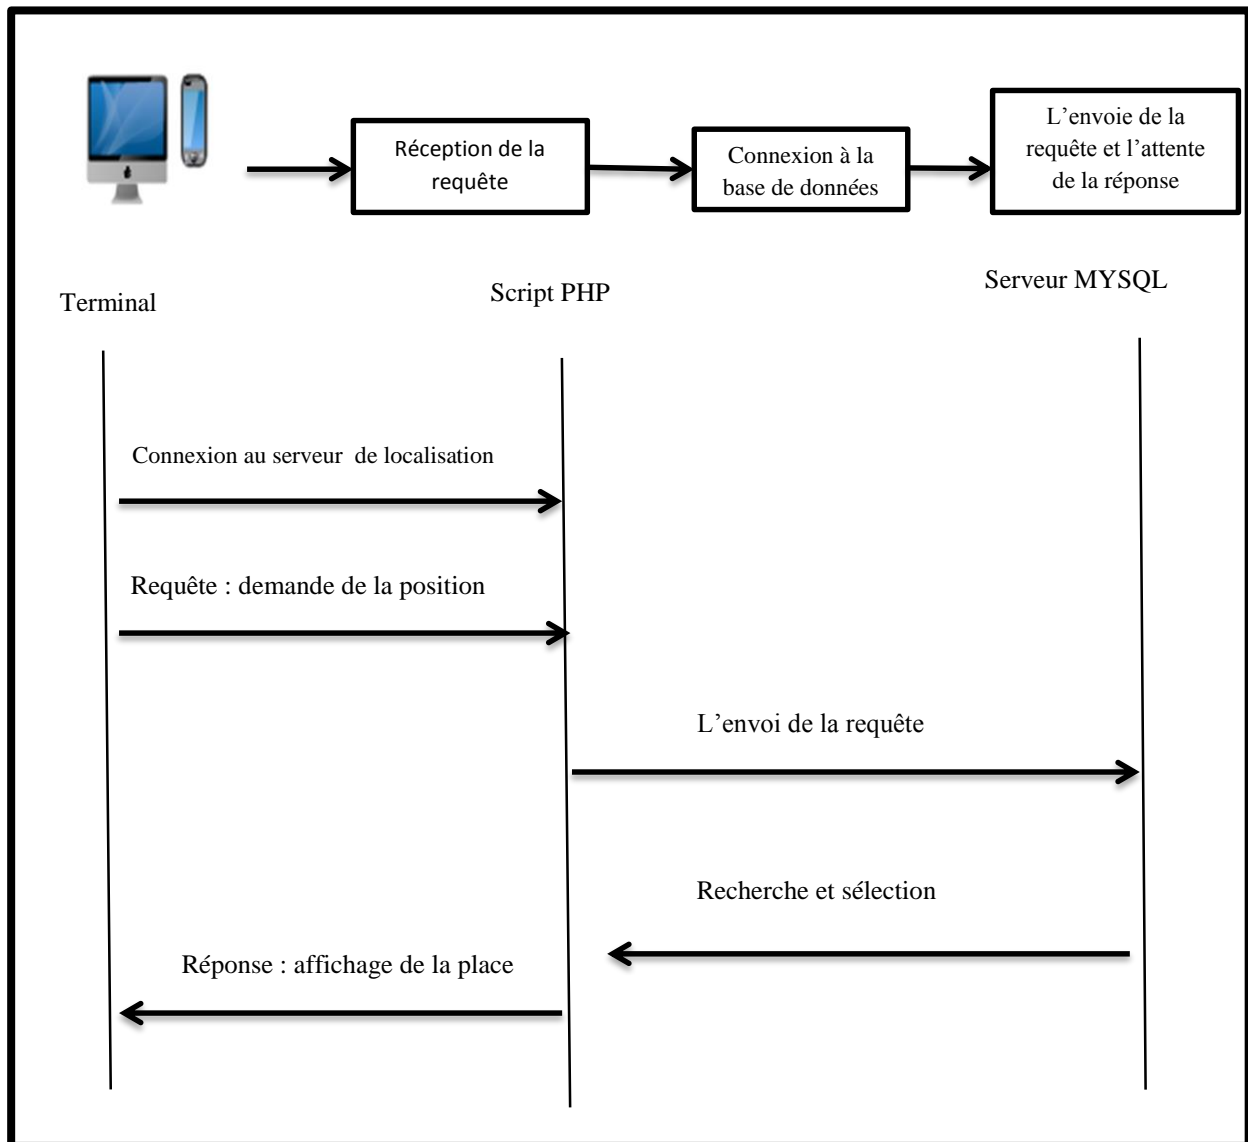 Réception de la
requête
Connexion à la
base de données
L’envoie de la
requête et l’attente
de la réponse
Terminal
Script PHP
Serveur MYSQL
Connexion au serveur de localisation
Requête : demande de la position
L’envoi de la requête
Recherche et sélection
Réponse : affichage de la place